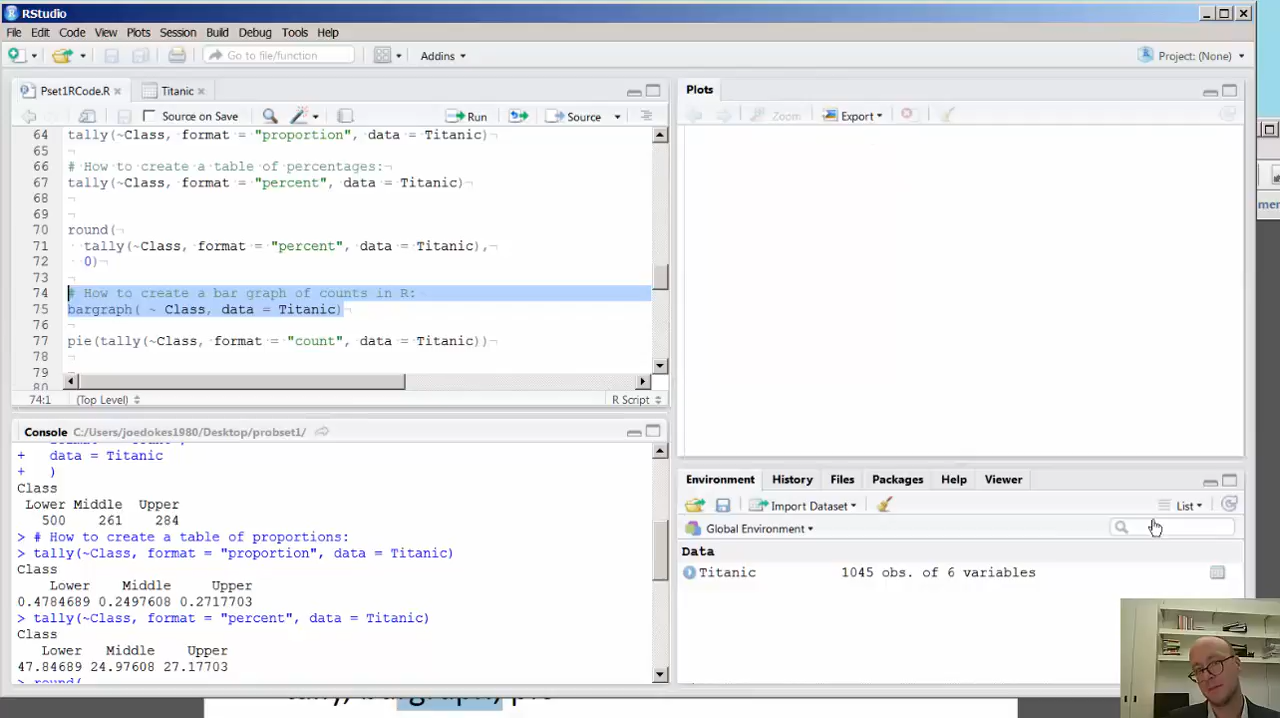 RStudio
File Edit Code View Plots Session Build Debug Tools Help
Go to file/function
Addins
Project: (None)
Pset1RCode.R
Titanic
Source on Save
Run
Source
64 tally(~Class, format = "proportion", data = Titanic)
65
66 # How to create a table of percentages:
67 tally(~Class, format = "percent", data = Titanic)
68
69
70 round(
71 tally(~Class, format = "percent", data = Titanic),
72 0)
73
74 # How to create a bar graph of counts in R:
75 bargraph( ~ Class, data = Titanic)
76
77 pie(tally(~Class, format = "count", data = Titanic))
78
79
80
74:1 (Top Level) R Script
Console C:/Users/joedokes1980/Desktop/probset1/
+ data = Titanic
+ )
Class
Lower Middle Upper
500 261 284
> # How to create a table of proportions:
> tally(~Class, format = "proportion", data = Titanic)
Class
Lower Middle Upper
0.4784689 0.2497608 0.2717703
> tally(~Class, format = "percent", data = Titanic)
Class
Lower Middle Upper
47.84689 24.97608 27.17703
> round(
Plots
Zoom Export
Environment History Files Packages Help Viewer
Import Dataset
List
Global Environment
Data
Titanic 1045 obs. of 6 variables